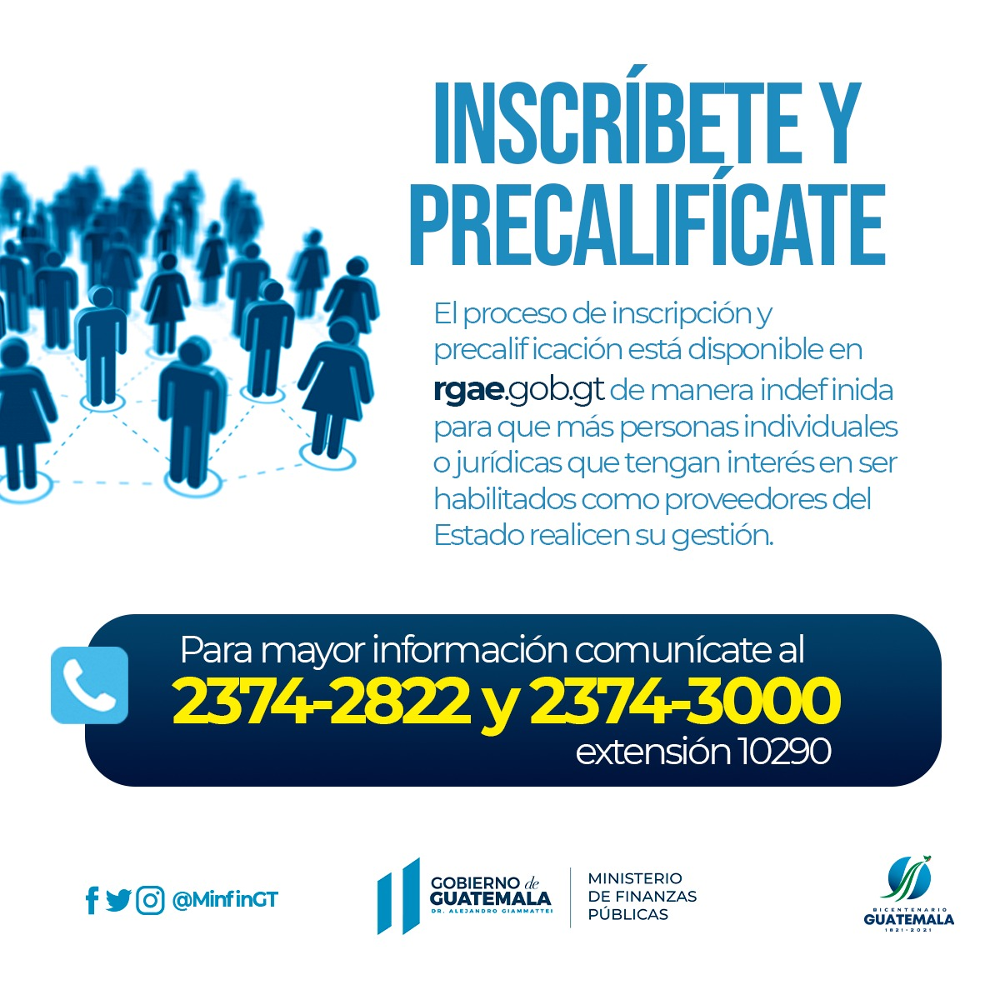 INSCRÍBETE Y
PRECALIFÍCATE
El proceso de inscripción y
precalificación está disponible en
rgae.gob.gt de manera indefinida
para que más personas individuales
o jurídicas que tengan interés en ser
habilitados como proveedores del
Estado realicen su gestión.
Para mayor información comunícate al
2374-2822 y 2374-3000
extensión 10290
@MinfinGT
GOBIERNO de
GUATEMALA
DR. ALEJANDRO GIAMMATTEI
MINISTERIO
DE FINANZAS
PÚBLICAS
BICENTENARIO
GUATEMALA
1821-2021